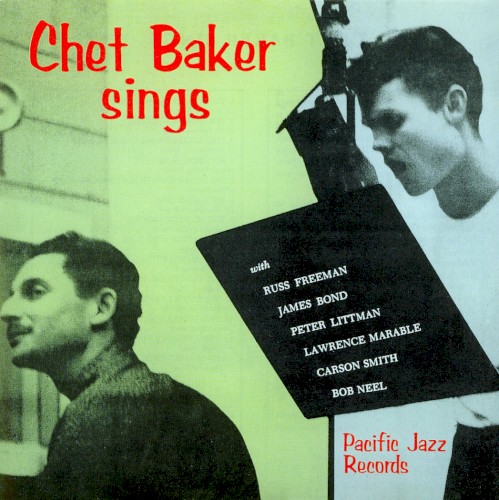 Chet Baker
sings
with
RUSS FREEMAN
JAMES BOND
PETER LITTMAN
LAWRENCE MARABLE
CARSON SMITH
BOB NEEL
Pacific Jazz
Records